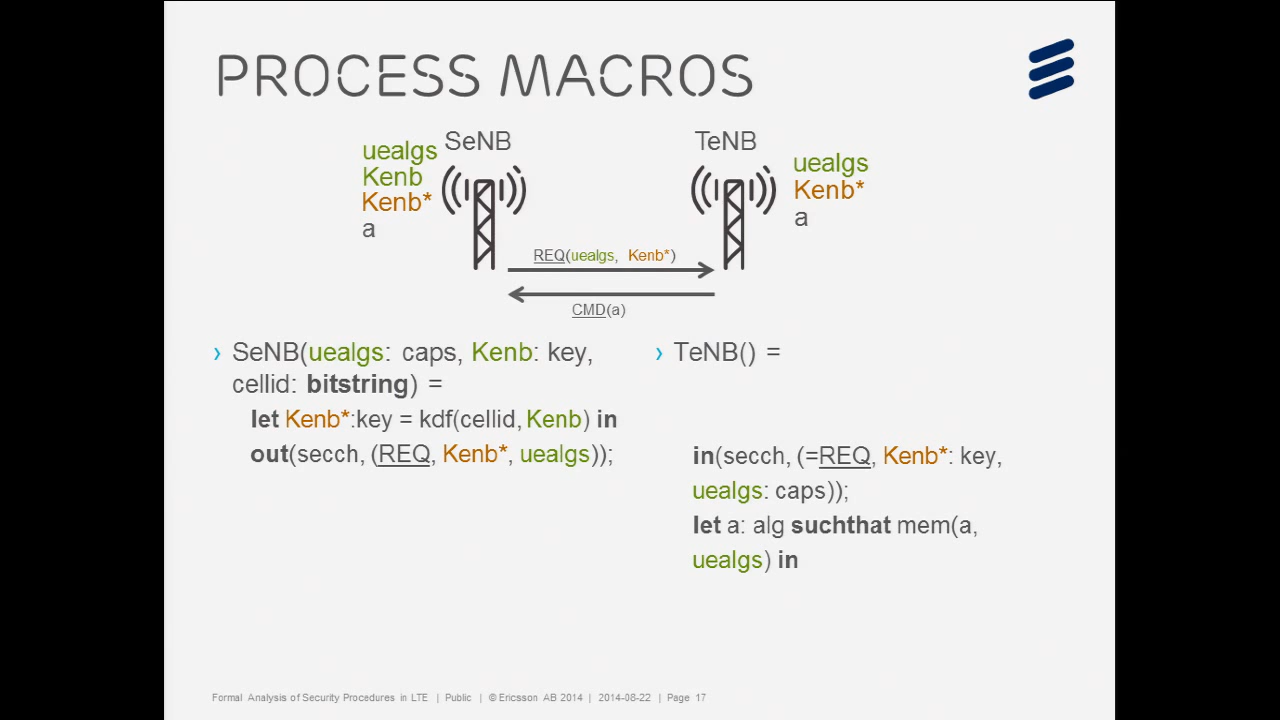 PROCESS MACROS
SeNB
TeNB
uealgs
Kenb
Kenb*
a
uealgs
Kenb*
a
REQ(uealgs, Kenb*)
CMD(a)
› SeNB(uealgs: caps, Kenb: key,
cellid: bitstring) =
let Kenb*:key = kdf(cellid, Kenb) in
out(secch, (REQ, Kenb*, uealgs));
› TeNB() =
in(secch, (=REQ, Kenb*: key,
uealgs: caps));
let a: alg suchthat mem(a,
uealgs) in
Formal Analysis of Security Procedures in LTE | Public | © Ericsson AB 2014 | 2014-08-22 | Page 17